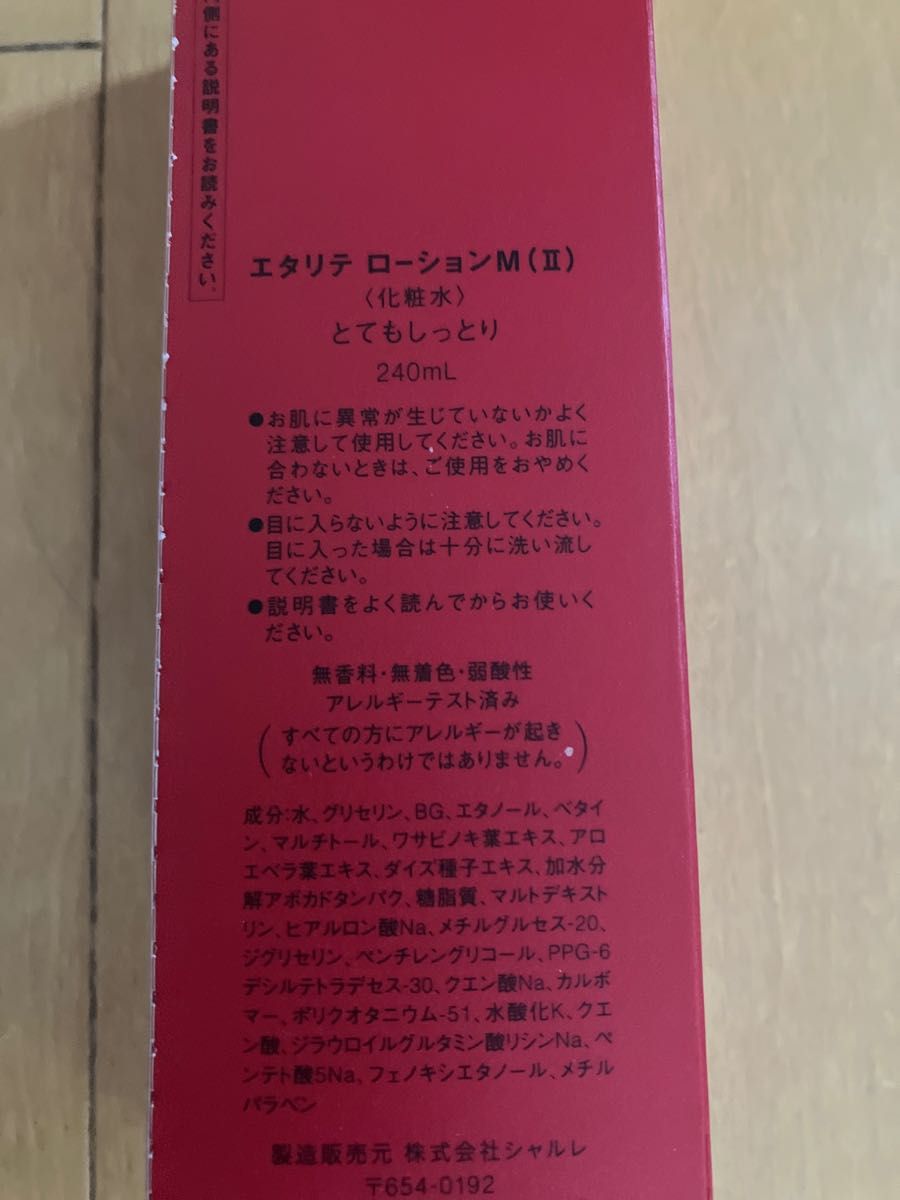 側にある説明書をお読みください。
エタリテ ローションM(Ⅱ)
〈化粧水〉
とてもしっとり
240mL
●お肌に異常が生じていないかよく
注意して使用してください。お肌に
合わないときは、ご使用をおやめく
ださい。
●目に入らないように注意してください。
目に入った場合は十分に洗い流し
てください。
●説明書をよく読んでからお使いく
ださい。
無香料・無着色・弱酸性
アレルギーテスト済み
(すべての方にアレルギーが起き
ないというわけではありません。)
成分:水、グリセリン、BG、エタノール、ベタイ
ン、マルチトール、ワサビノキ葉エキス、アロ
エベラ葉エキス、ダイズ種子エキス、加水分
解アボカドタンパク、糖脂質、マルトデキスト
リン、ヒアルロン酸Na、メチルグルセス-20、
ジグリセリン、ペンチレングリコール、PPG-6
デシルテトラデセス-30、クエン酸Na、カルボ
マー、ポリクオタニウム-51、水酸化K、クエ
ン酸、ジラウロイルグルタミン酸リシンNa、ペ
ンテト酸5Na、フェノキシエタノール、メチル
パラベン
製造販売元 株式会社シャルレ
〒654-0192